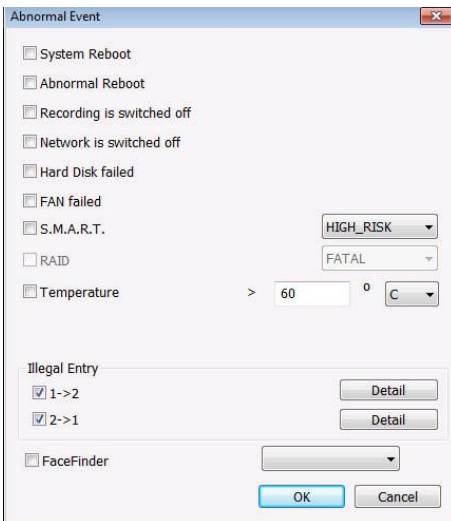 Abnormal Event
System Reboot
Abnormal Reboot
Recording is switched off
Network is switched off
Hard Disk failed
FAN failed
S.M.A.R.T. HIGH_RISK
RAID FATAL
Temperature > 60 o C
Illegal Entry
1->2 Detail
2->1 Detail
FaceFinder
OK Cancel